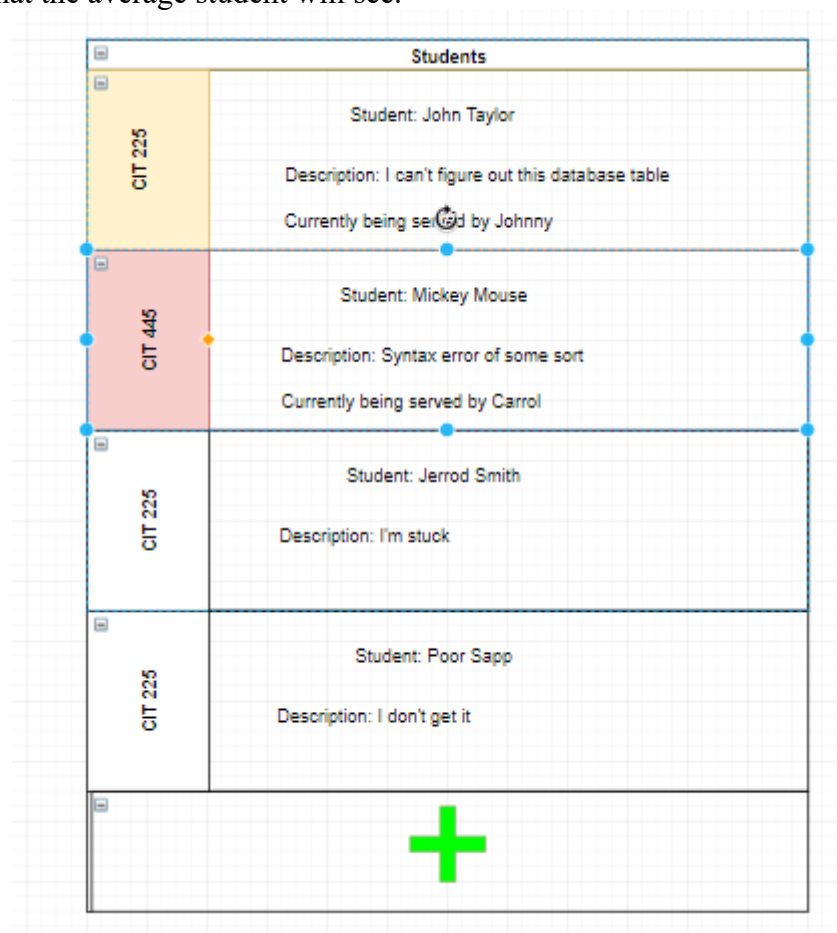 that the average student will see.
Students
CIT 225
Student: John Taylor
Description: I can't figure out this database table
Currently being served by Johnny
CIT 445
Student: Mickey Mouse
Description: Syntax error of some sort
Currently being served by Carrol
CIT 225
Student: Jerrod Smith
Description: I'm stuck
CIT 225
Student: Poor Sapp
Description: I don't get it